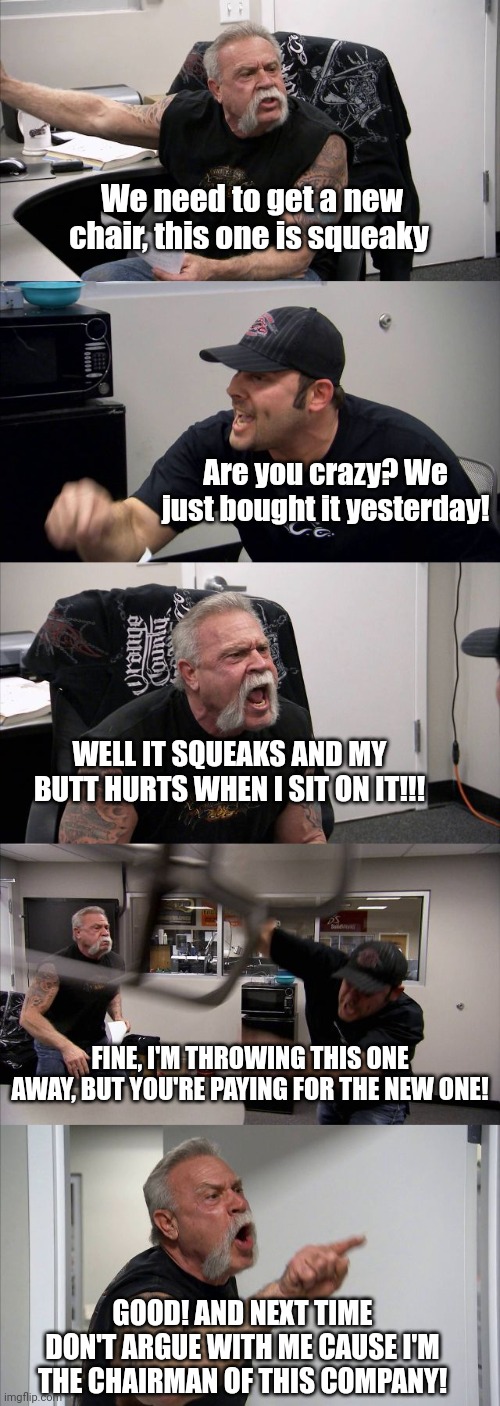 We need to get a new
chair, this one is squeaky
Are you crazy? We
just bought it yesterday!
Orange
County
WELL IT SQUEAKS AND MY
BUTT HURTS WHEN I SIT ON IT!!!
FINE, I'M THROWING THIS ONE
AWAY, BUT YOU'RE PAYING FOR THE NEW ONE!
GOOD! AND NEXT TIME
DON'T ARGUE WITH ME CAUSE I'M
THE CHAIRMAN OF THIS COMPANY!
imgflip.com